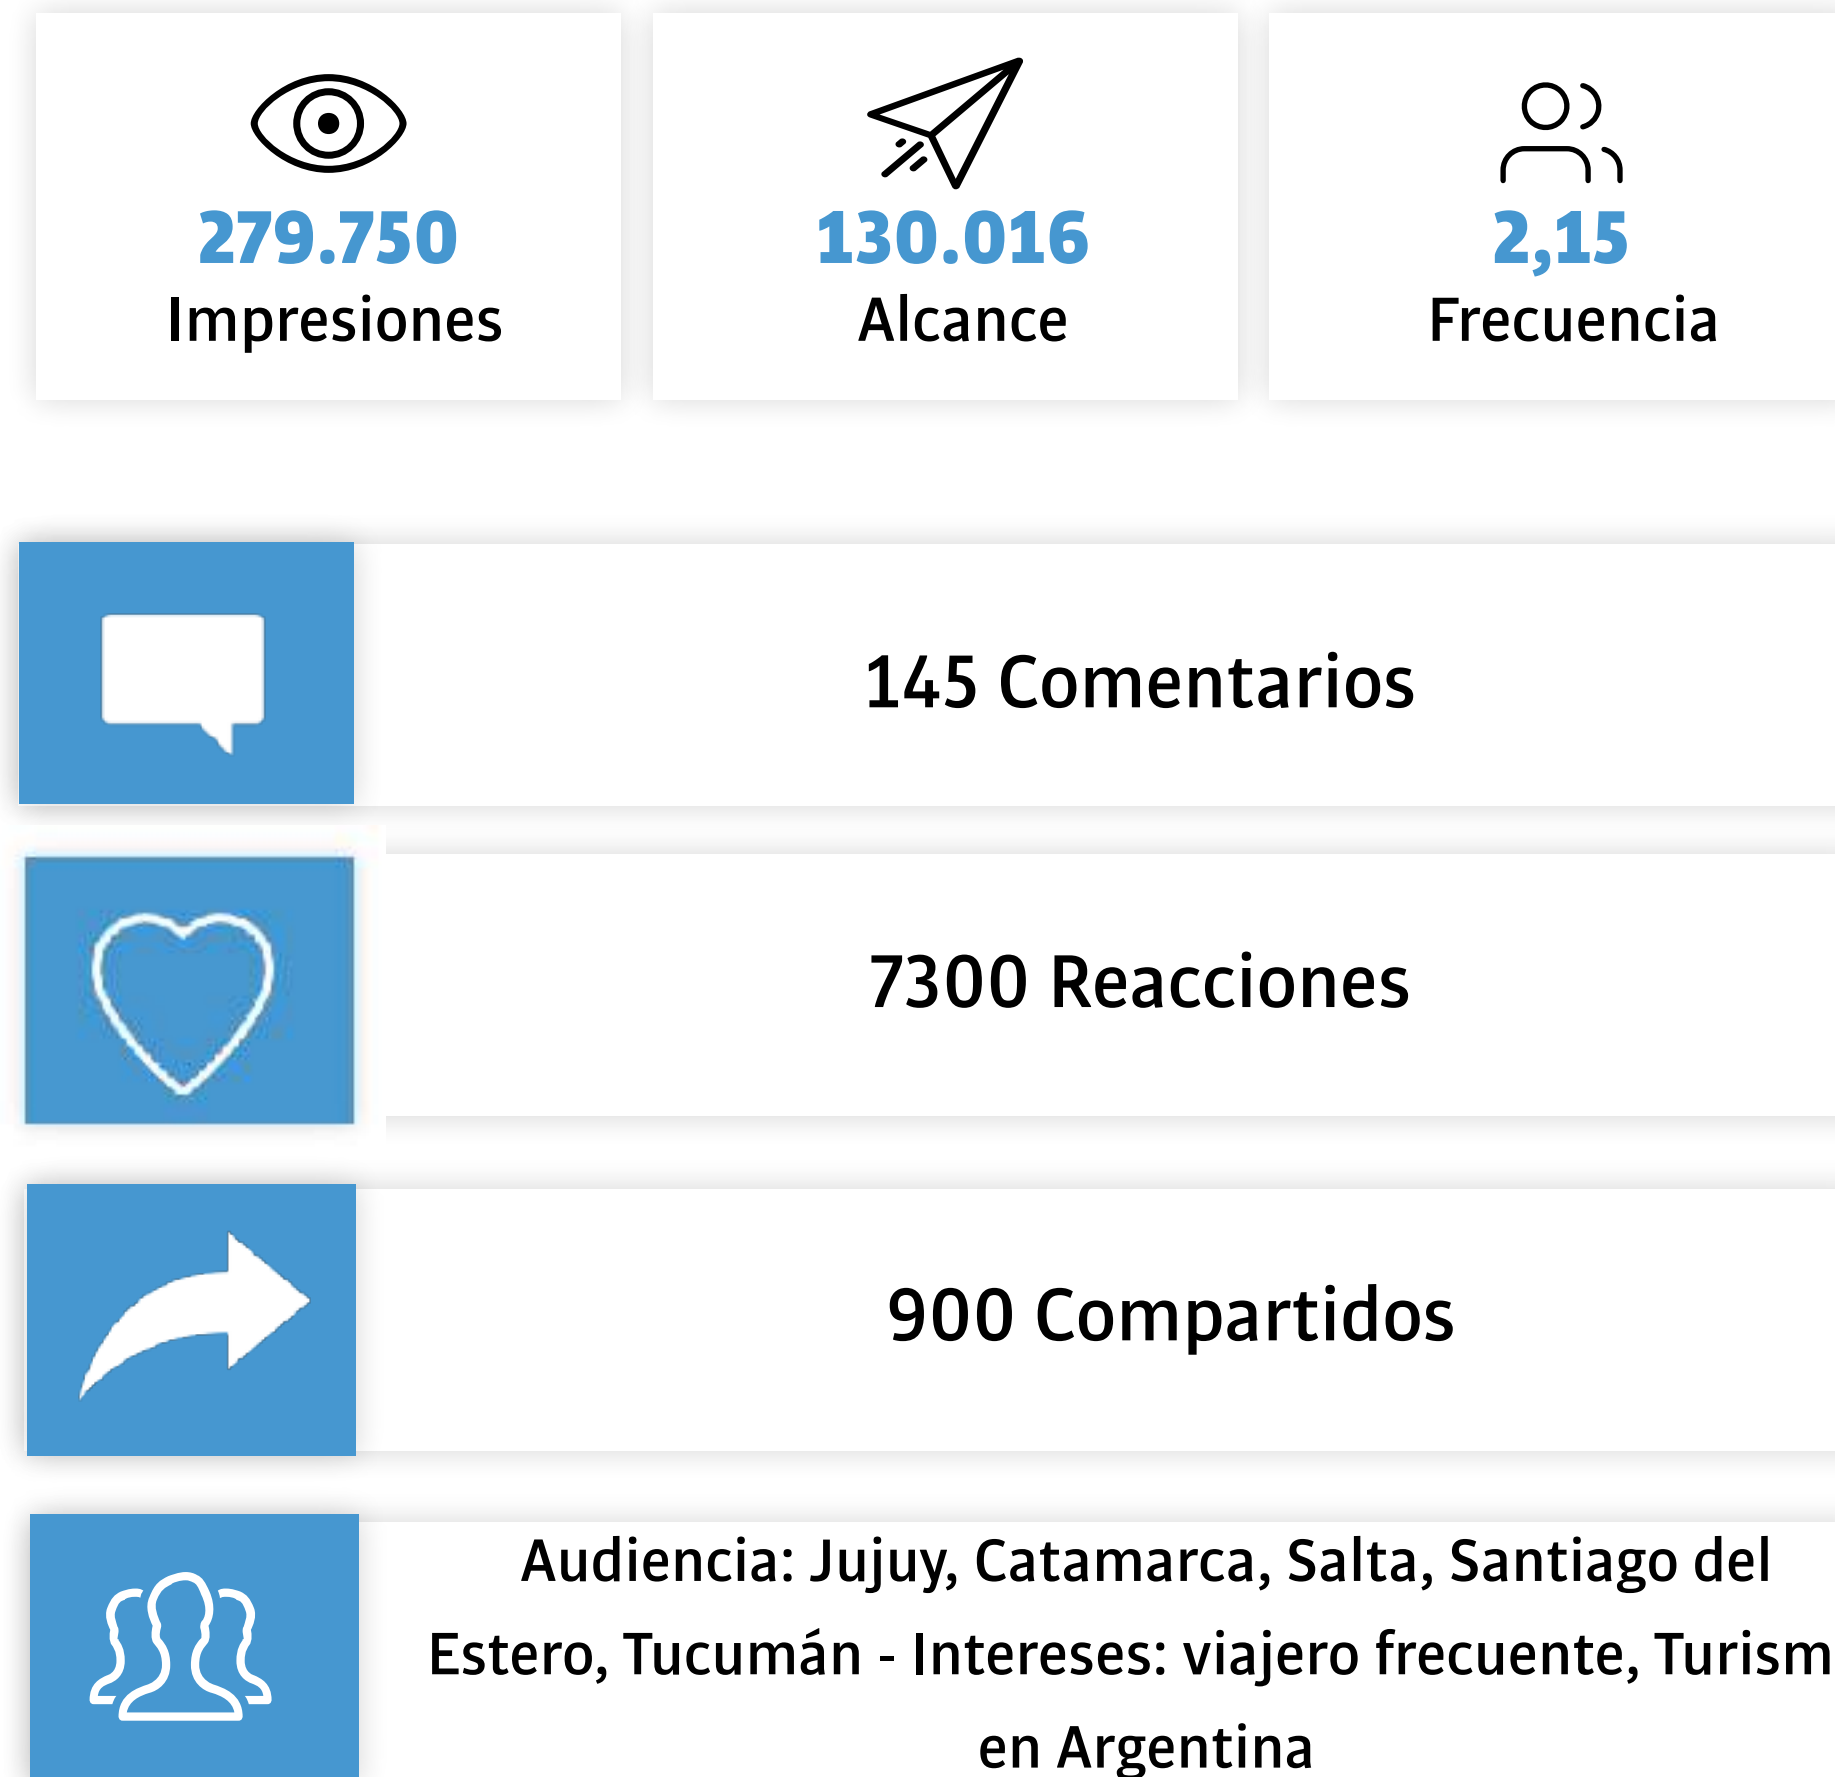 279.750
Impresiones
130.016
Alcance
2,15
Frecuencia
145 Comentarios
7300 Reacciones
900 Compartidos
Audiencia: Jujuy, Catamarca, Salta, Santiago del
Estero, Tucumán - Intereses: viajero frecuente, Turism
en Argentina